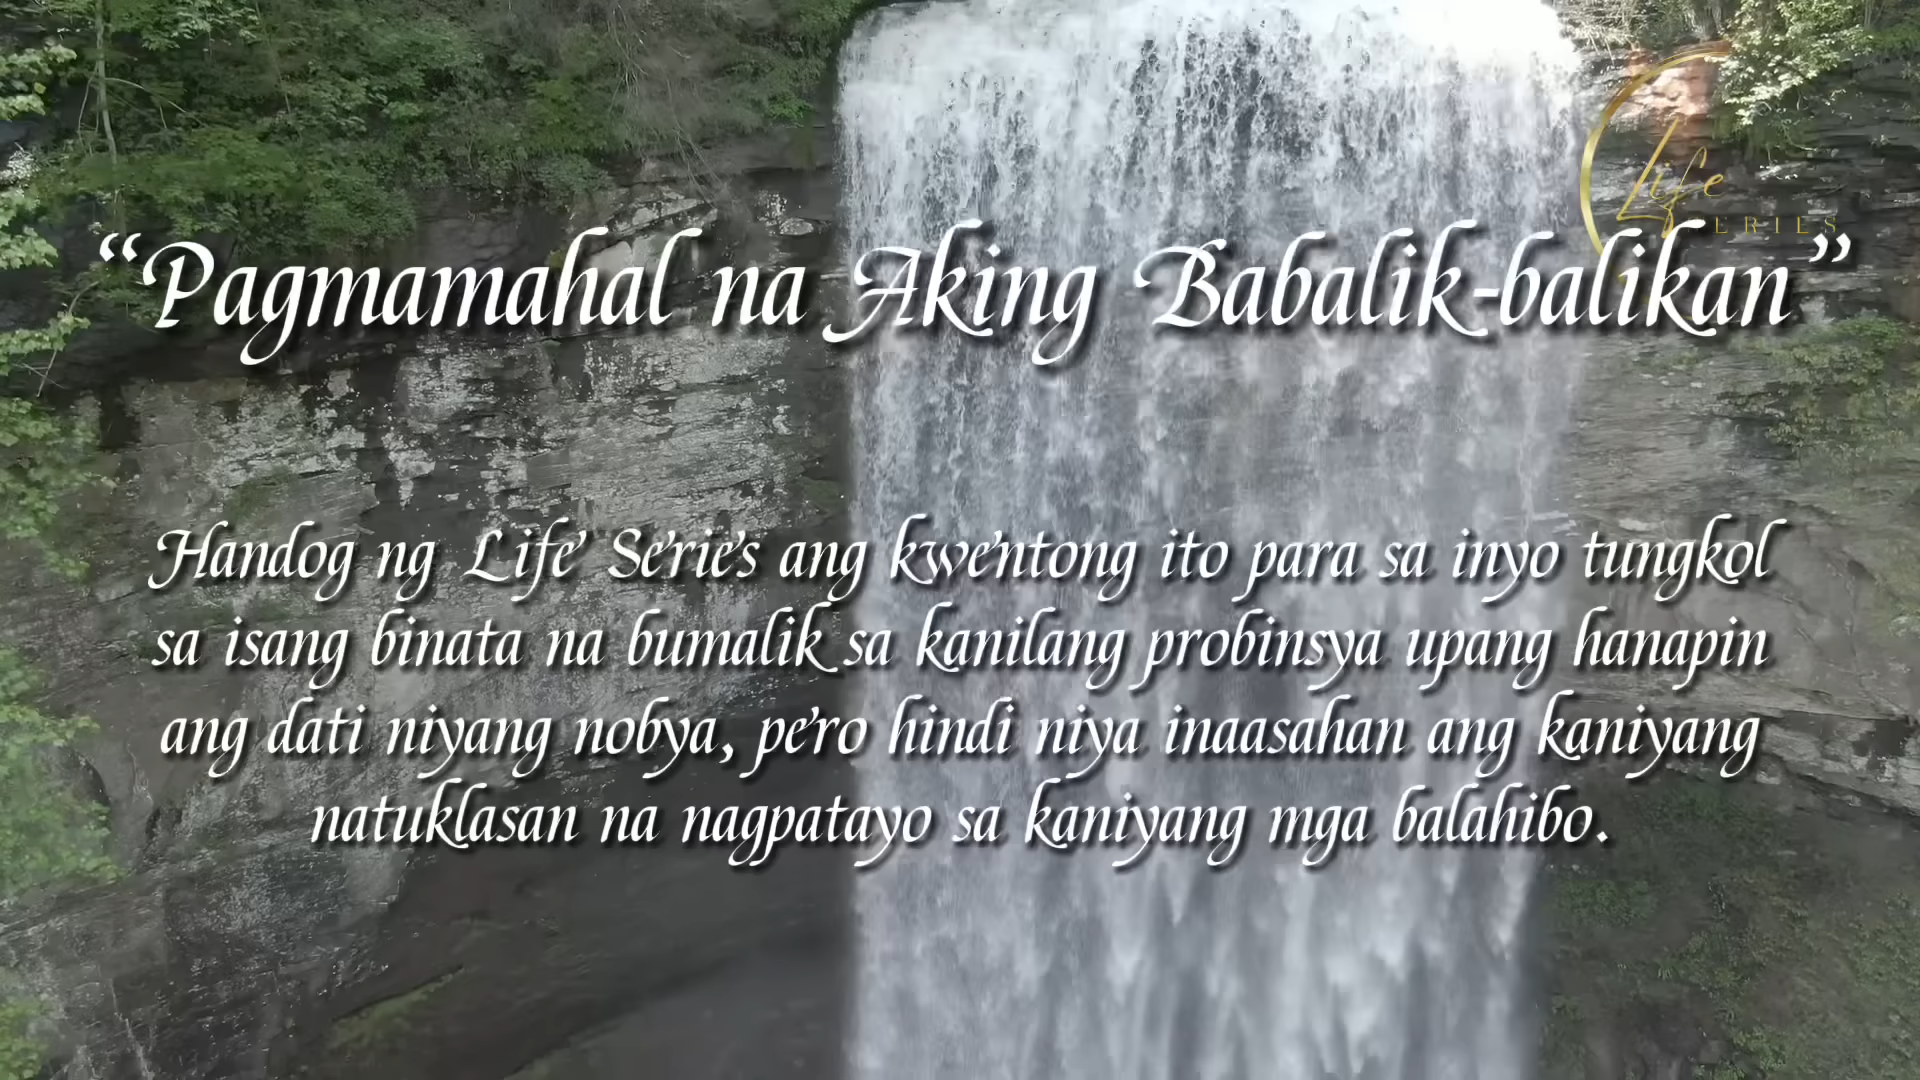 Life
SERIES
“Pagmamahal na Aking Babalik-balikan”
Handog ng Life Series ang kwentong ito para sa inyo tungkol
sa isang binata na bumalik sa kanilang probinsya upang hanapin
ang dati niyang nobya, pero hindi niya inaasahan ang kaniyang
natuklasan na nagpatayo sa kaniyang mga balahibo.